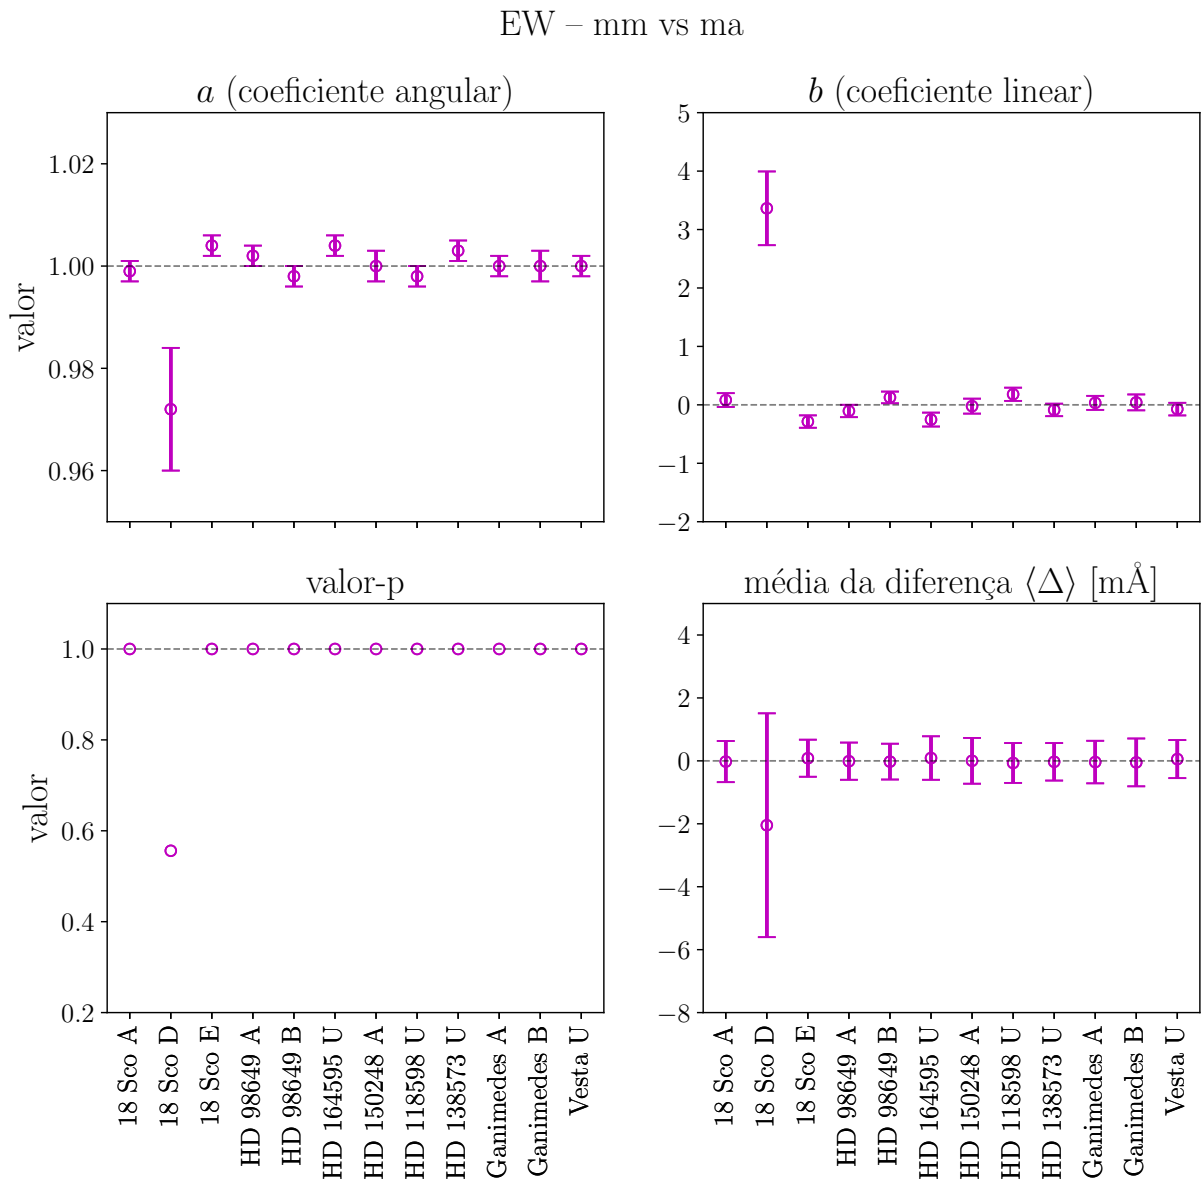 EW – mm vs ma
a (coeficiente angular)
1.02
1.00
0.98
0.96
valor
b (coeficiente linear)
5
4
3
2
1
0
−1
−2
valor-p
1.0
0.8
0.6
0.4
0.2
valor
18 Sco A
18 Sco D
18 Sco E
HD 98649 A
HD 98649 B
HD 164595 U
HD 150248 A
HD 118598 U
HD 138573 U
Ganimedes A
Ganimedes B
Vesta U
média da diferença ⟨Δ⟩ [mÅ]
4
2
0
−2
−4
−6
−8
18 Sco A
18 Sco D
18 Sco E
HD 98649 A
HD 98649 B
HD 164595 U
HD 150248 A
HD 118598 U
HD 138573 U
Ganimedes A
Ganimedes B
Vesta U